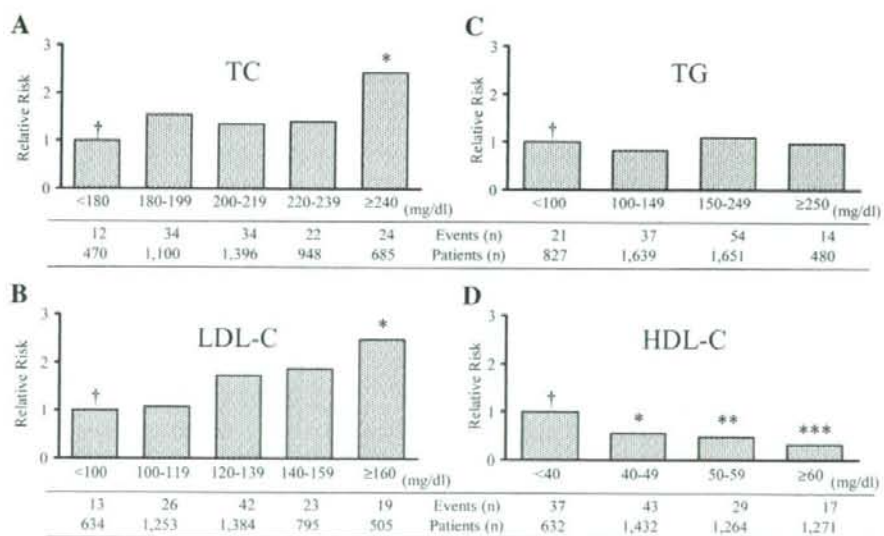 A
TC
Relative Risk
3
2
1
0
†
*
<180 180-199 200-219 220-239 ≥240 (mg/dl)
C
TG
Relative Risk
3
2
1
0
†
<100 100-149 150-249 ≥250 (mg/dl)
12 34 34 22 24 Events (n) 21 37 54 14
470 1,100 1,396 948 685 Patients (n) 827 1,639 1,651 480
B
LDL-C
Relative Risk
3
2
1
0
†
*
<100 100-119 120-139 140-159 ≥160 (mg/dl)
D
HDL-C
Relative Risk
3
2
1
0
†
*
**
***
<40 40-49 50-59 ≥60 (mg/dl)
13 26 42 23 19 Events (n) 37 43 29 17
634 1,253 1,384 795 505 Patients (n) 632 1,432 1,264 1,271